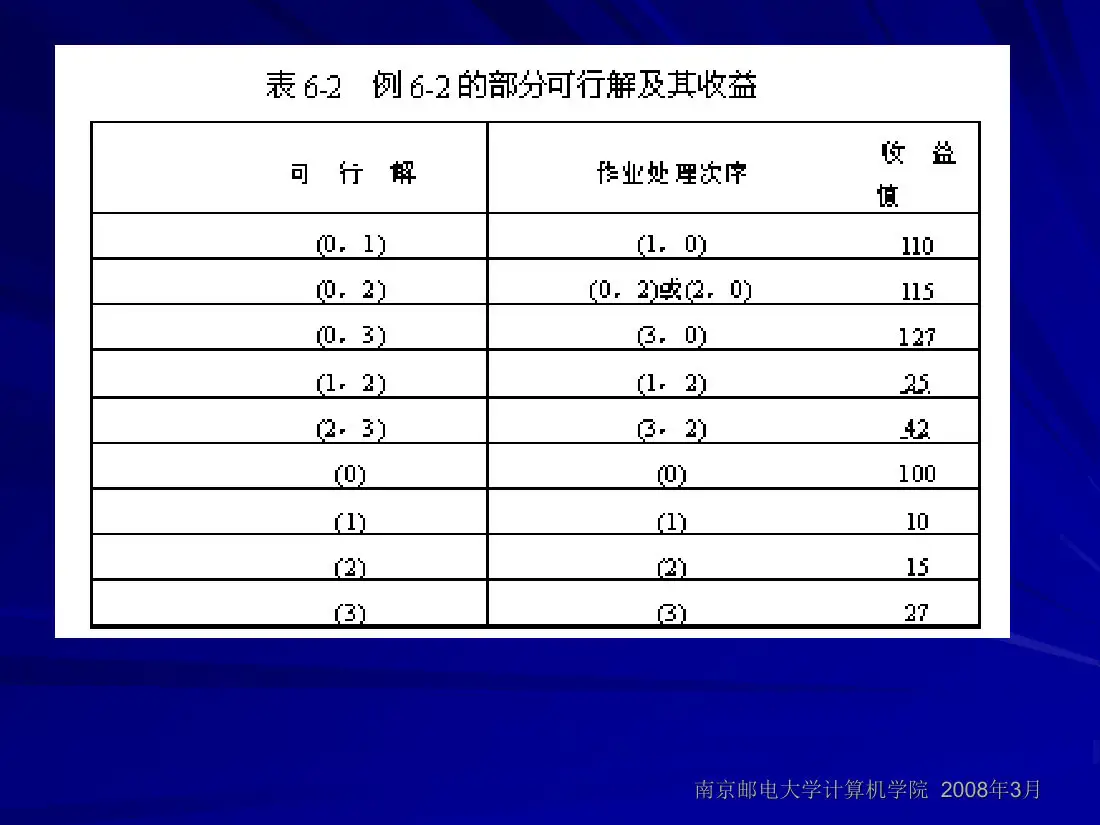 表 6-2 例 6-2 的部分可行解及其收益
可 行 解 作业处理次序 收 益 值
(0，1) (1，0) 110
(0，2) (0，2)或(2，0) 115
(0，3) (3，0) 127
(1，2) (1，2) 25
(2，3) (3，2) 42
(0) (0) 100
(1) (1) 10
(2) (2) 15
(3) (3) 27
南京邮电大学计算机学院 2008年3月